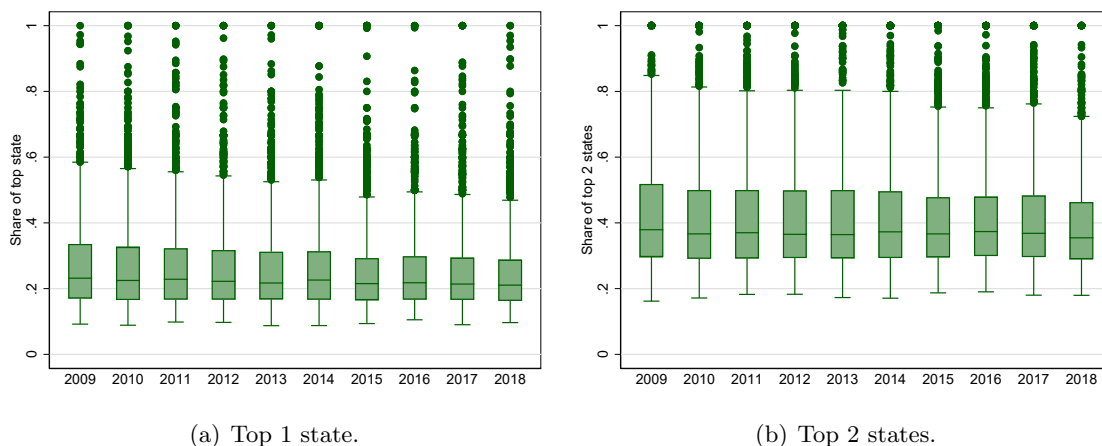 Share of top state
0 .2 .4 .6 .8 1
2009 2010 2011 2012 2013 2014 2015 2016 2017 2018
(a) Top 1 state.
Share of top 2 states
0 .2 .4 .6 .8 1
2009 2010 2011 2012 2013 2014 2015 2016 2017 2018
(b) Top 2 states.